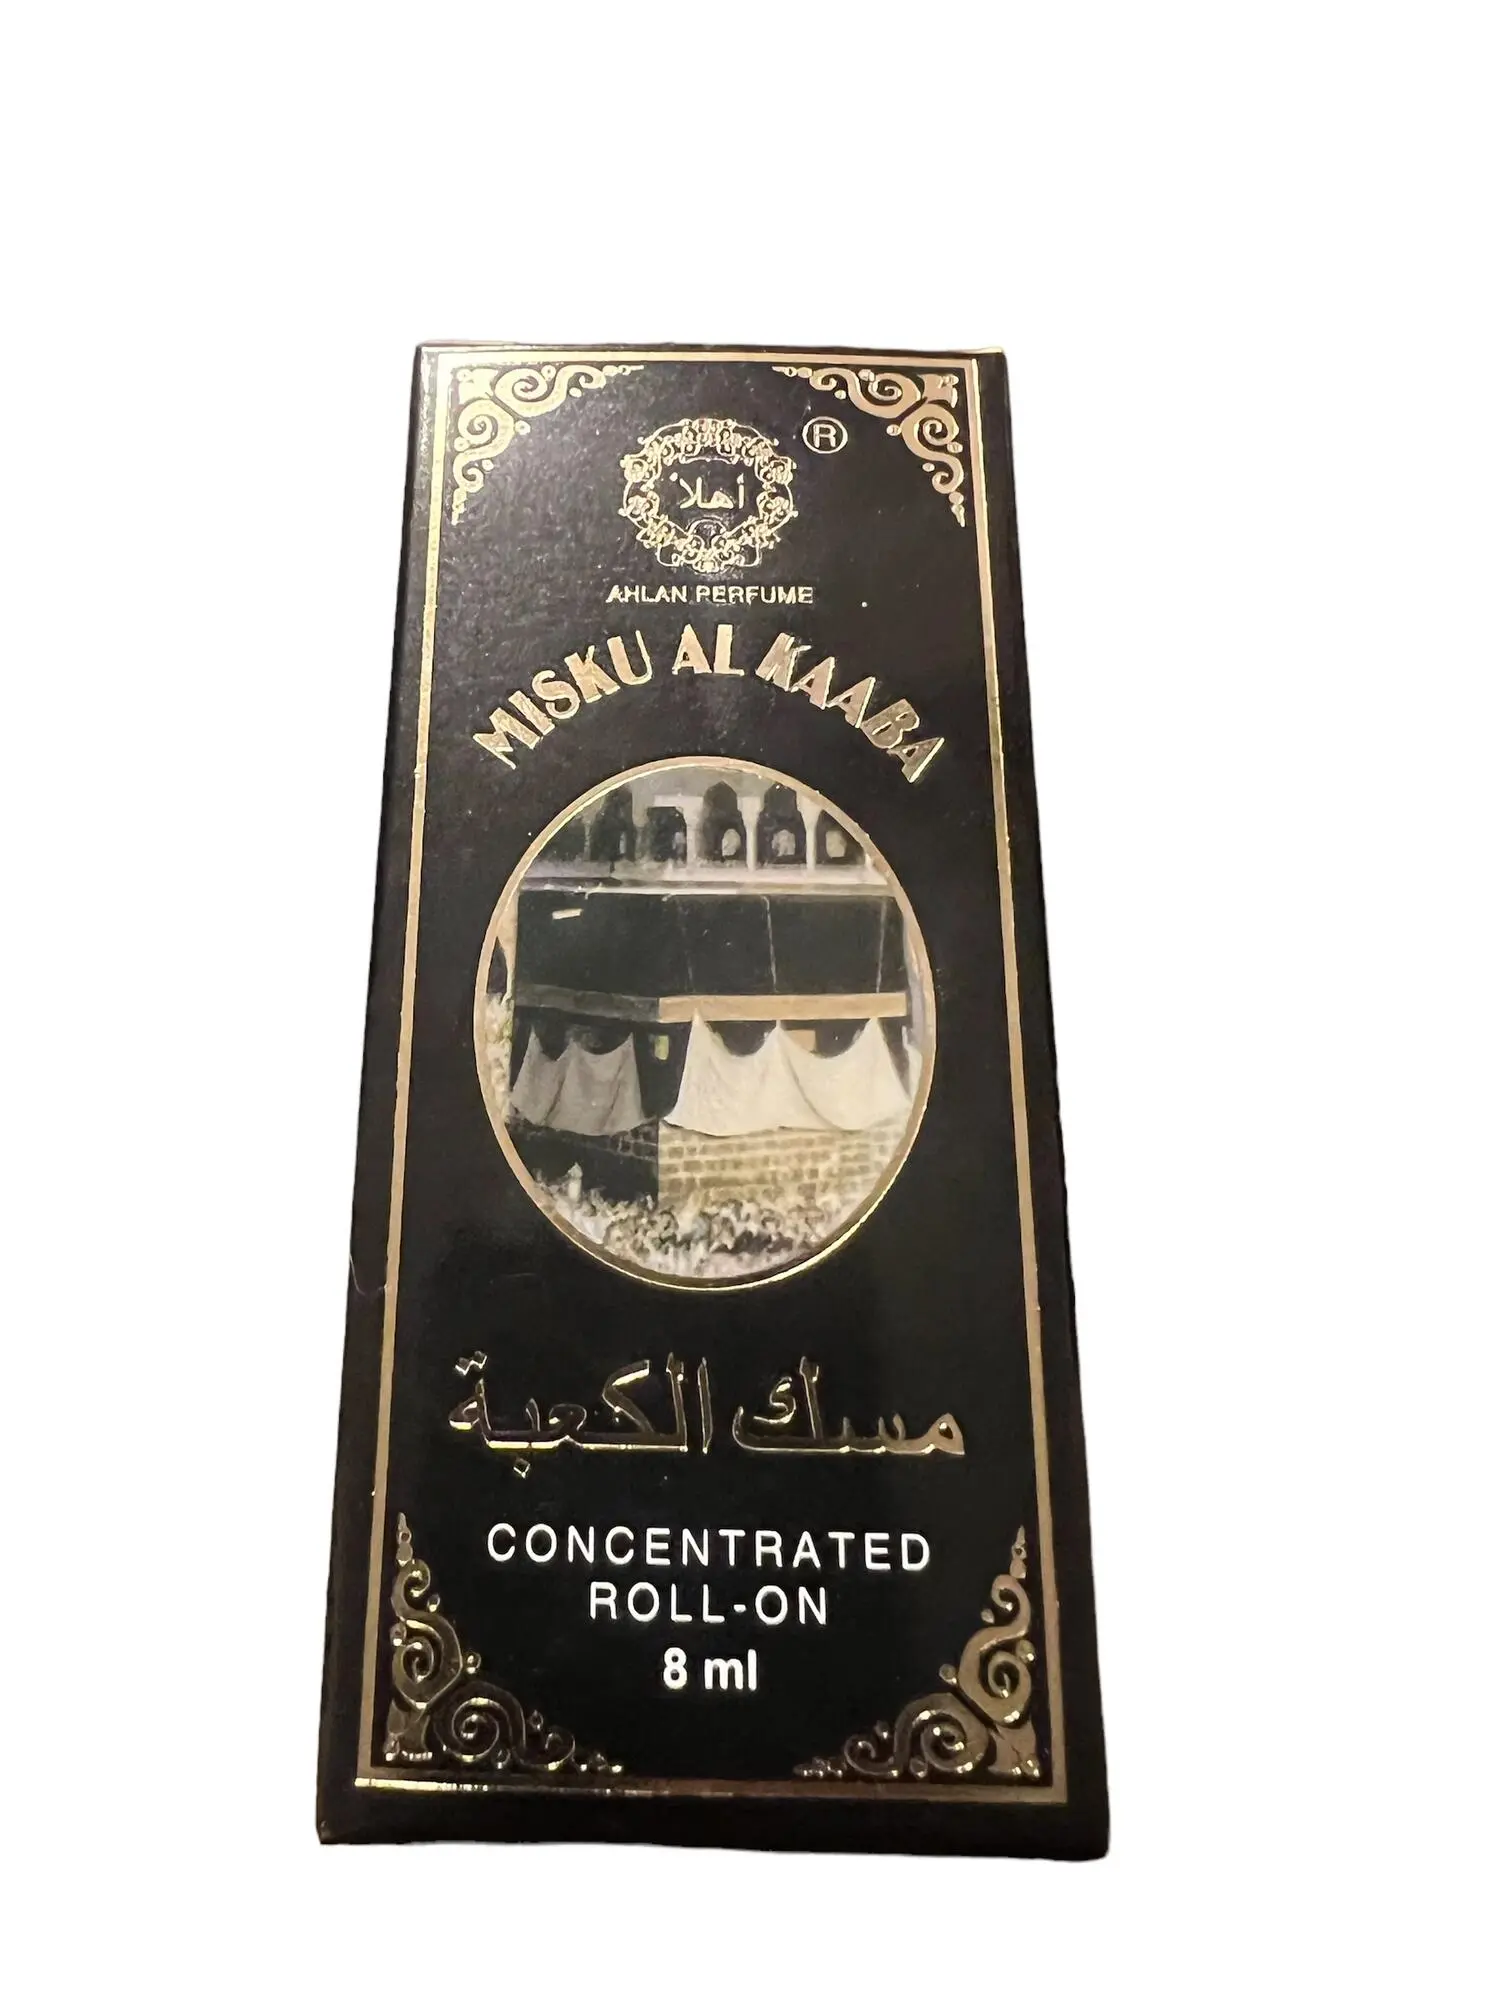 ®
أهلاً
AHLAN PERFUME
MISKU AL KAABA
مسك الكعبة
CONCENTRATED
ROLL-ON
8 ml